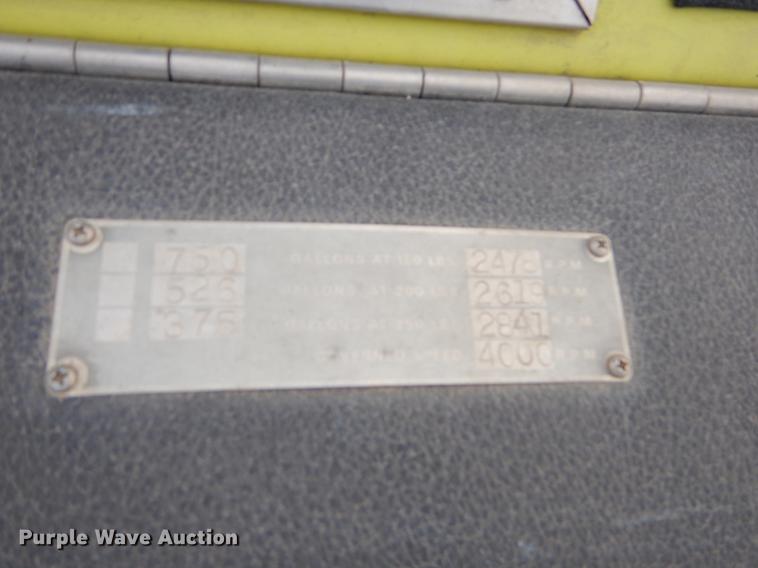 750 GALLONS AT 150 LBS. 2478 R.P.M
525 GALLONS AT 200 LBS 2619 R.P.M
375 GALLONS AT 250 LBS 2841 R.P.M
GOVERNED SPEED 4000 R.P.M
Purple Wave Auction